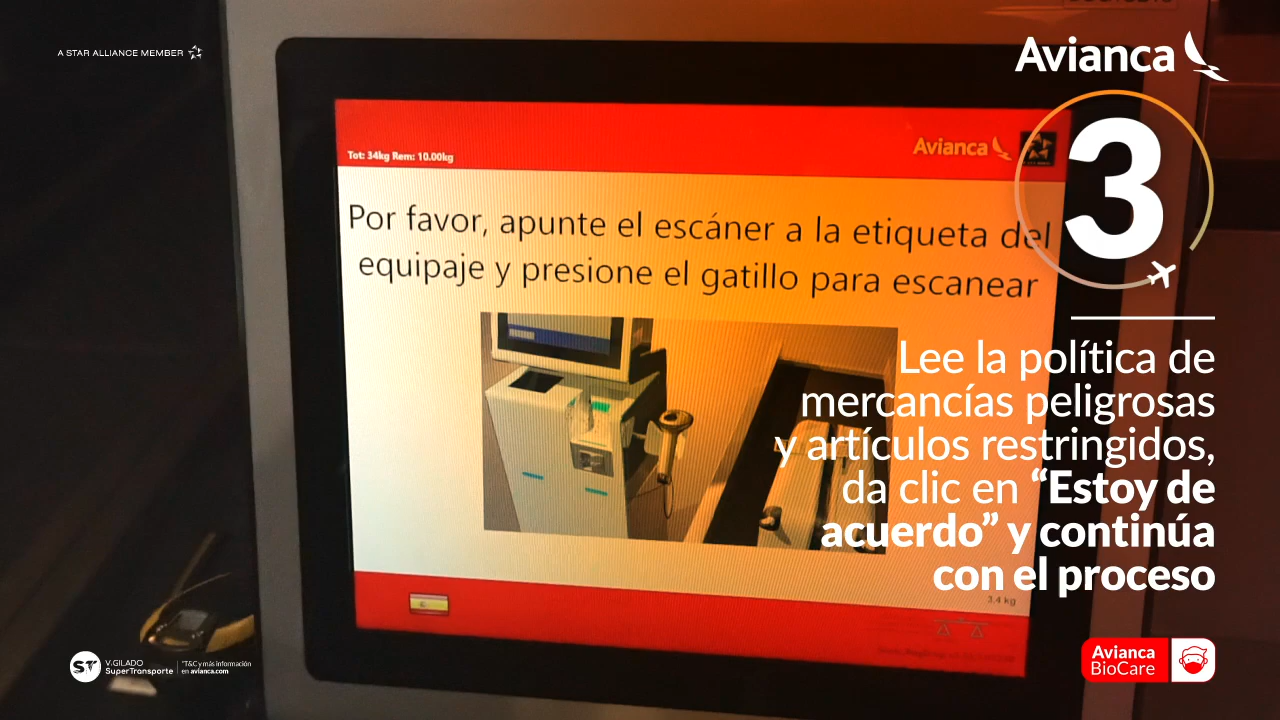 A STAR ALLIANCE MEMBER
Avianca
3
Tot: 34kg Rem: 10.00kg
Avianca
Por favor, apunte el escáner a la etiqueta del
equipaje y presione el gatillo para escanear
Lee la política de
mercancías peligrosas
y artículos restringidos,
da clic en “Estoy de
acuerdo” y continúa
con el proceso
3,4 kg
ST
VIGILADO
SuperTransporte
*T&C y más información
en avianca.com
Avianca
BioCare